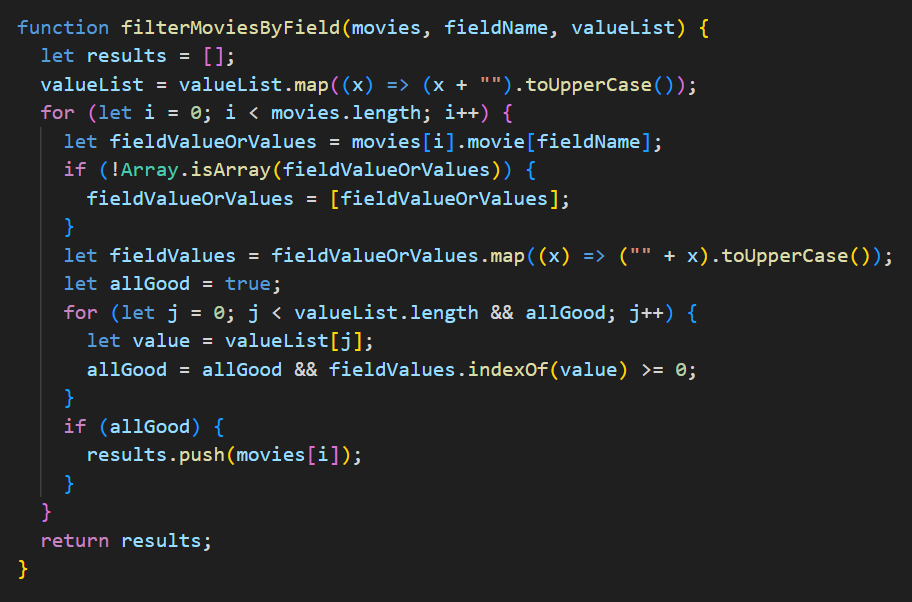 function filterMoviesByField(movies, fieldName, valueList) {
  let results = [];
  valueList = valueList.map((x) => (x + "").toUpperCase());
  for (let i = 0; i < movies.length; i++) {
    let fieldValueOrValues = movies[i].movie[fieldName];
    if (!Array.isArray(fieldValueOrValues)) {
      fieldValueOrValues = [fieldValueOrValues];
    }
    let fieldValues = fieldValueOrValues.map((x) => ("" + x).toUpperCase());
    let allGood = true;
    for (let j = 0; j < valueList.length && allGood; j++) {
      let value = valueList[j];
      allGood = allGood && fieldValues.indexOf(value) >= 0;
    }
    if (allGood) {
      results.push(movies[i]);
    }
  }
  return results;
}